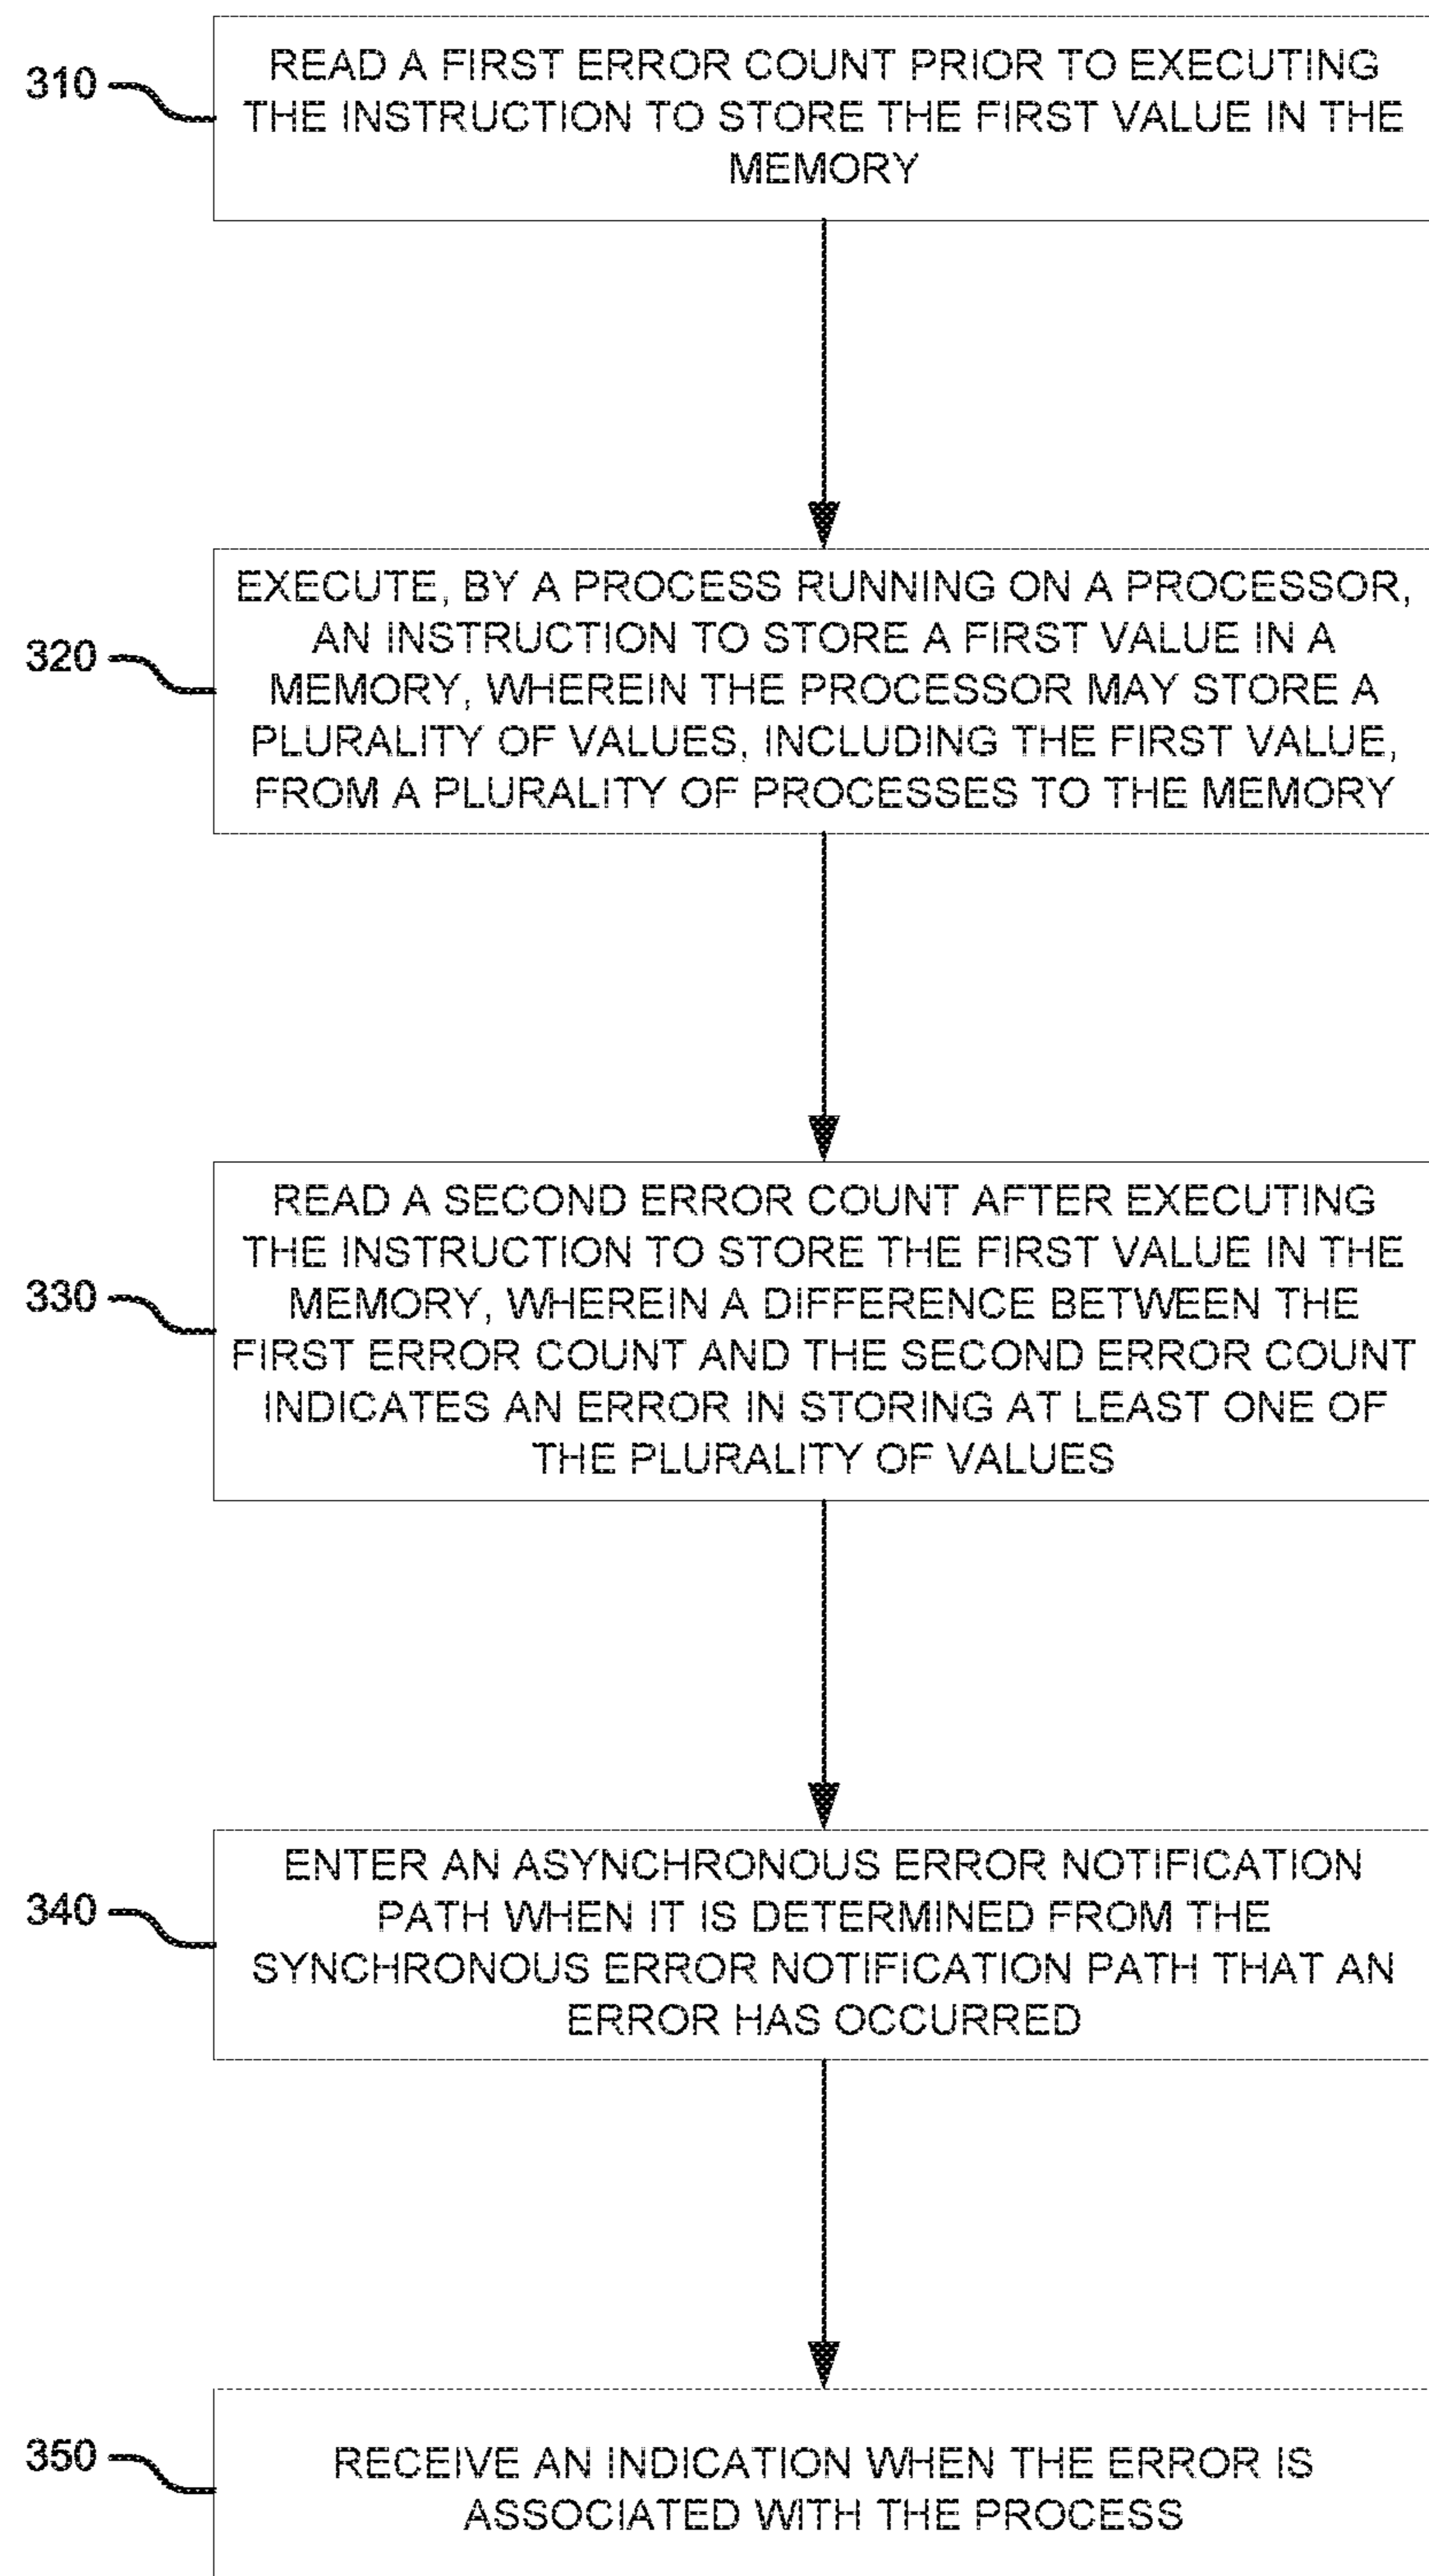 310
READ A FIRST ERROR COUNT PRIOR TO EXECUTING
THE INSTRUCTION TO STORE THE FIRST VALUE IN THE
MEMORY
320
EXECUTE, BY A PROCESS RUNNING ON A PROCESSOR,
AN INSTRUCTION TO STORE A FIRST VALUE IN A
MEMORY, WHEREIN THE PROCESSOR MAY STORE A
PLURALITY OF VALUES, INCLUDING THE FIRST VALUE,
FROM A PLURALITY OF PROCESSES TO THE MEMORY
330
READ A SECOND ERROR COUNT AFTER EXECUTING
THE INSTRUCTION TO STORE THE FIRST VALUE IN THE
MEMORY, WHEREIN A DIFFERENCE BETWEEN THE
FIRST ERROR COUNT AND THE SECOND ERROR COUNT
INDICATES AN ERROR IN STORING AT LEAST ONE OF
THE PLURALITY OF VALUES
340
ENTER AN ASYNCHRONOUS ERROR NOTIFICATION
PATH WHEN IT IS DETERMINED FROM THE
SYNCHRONOUS ERROR NOTIFICATION PATH THAT AN
ERROR HAS OCCURRED
350
RECEIVE AN INDICATION WHEN THE ERROR IS
ASSOCIATED WITH THE PROCESS